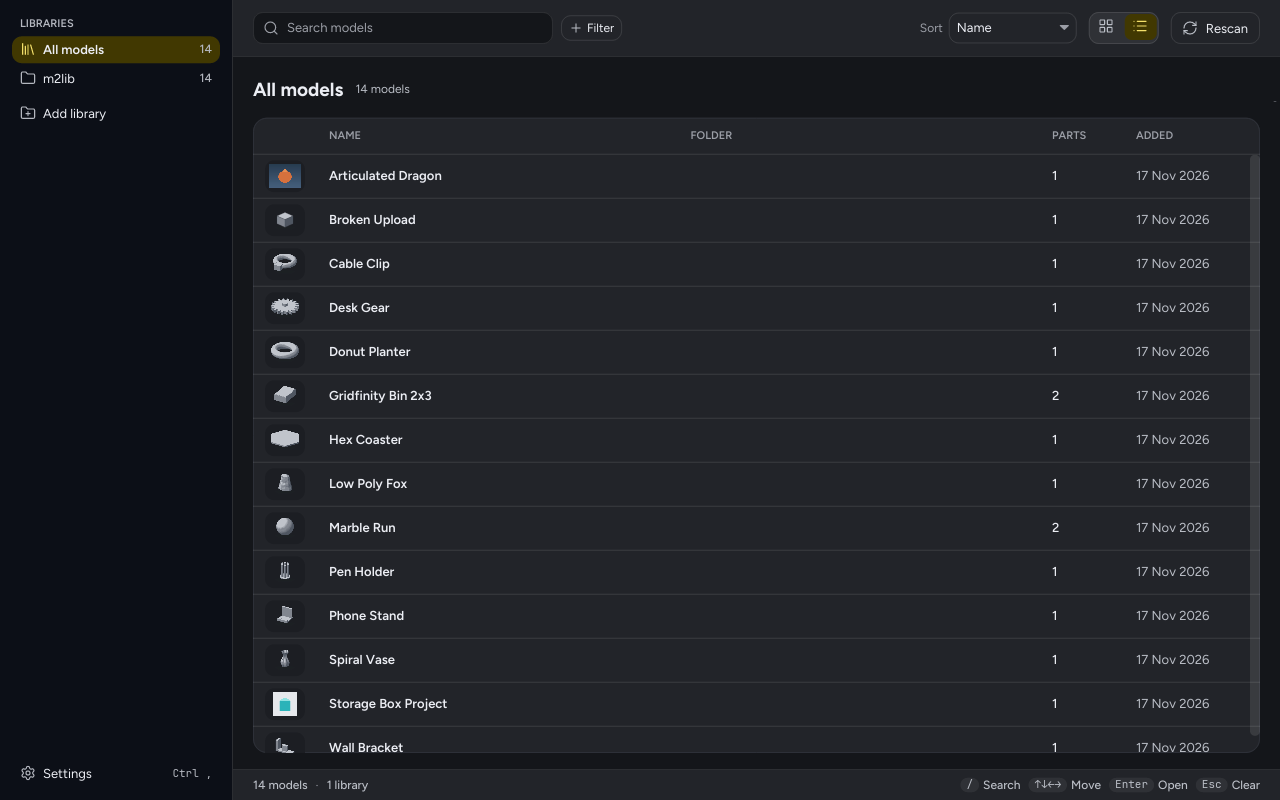 LIBRARIES
All models 14
m2lib 14
Add library
Settings Ctrl ,
Search models
Filter
Sort Name
Rescan
All models 14 models
NAME FOLDER PARTS ADDED
Articulated Dragon 1 17 Nov 2026
Broken Upload 1 17 Nov 2026
Cable Clip 1 17 Nov 2026
Desk Gear 1 17 Nov 2026
Donut Planter 1 17 Nov 2026
Gridfinity Bin 2x3 2 17 Nov 2026
Hex Coaster 1 17 Nov 2026
Low Poly Fox 1 17 Nov 2026
Marble Run 2 17 Nov 2026
Pen Holder 1 17 Nov 2026
Phone Stand 1 17 Nov 2026
Spiral Vase 1 17 Nov 2026
Storage Box Project 1 17 Nov 2026
Wall Bracket 1 17 Nov 2026
14 models · 1 library / Search ↑↓←→ Move Enter Open Esc Clear